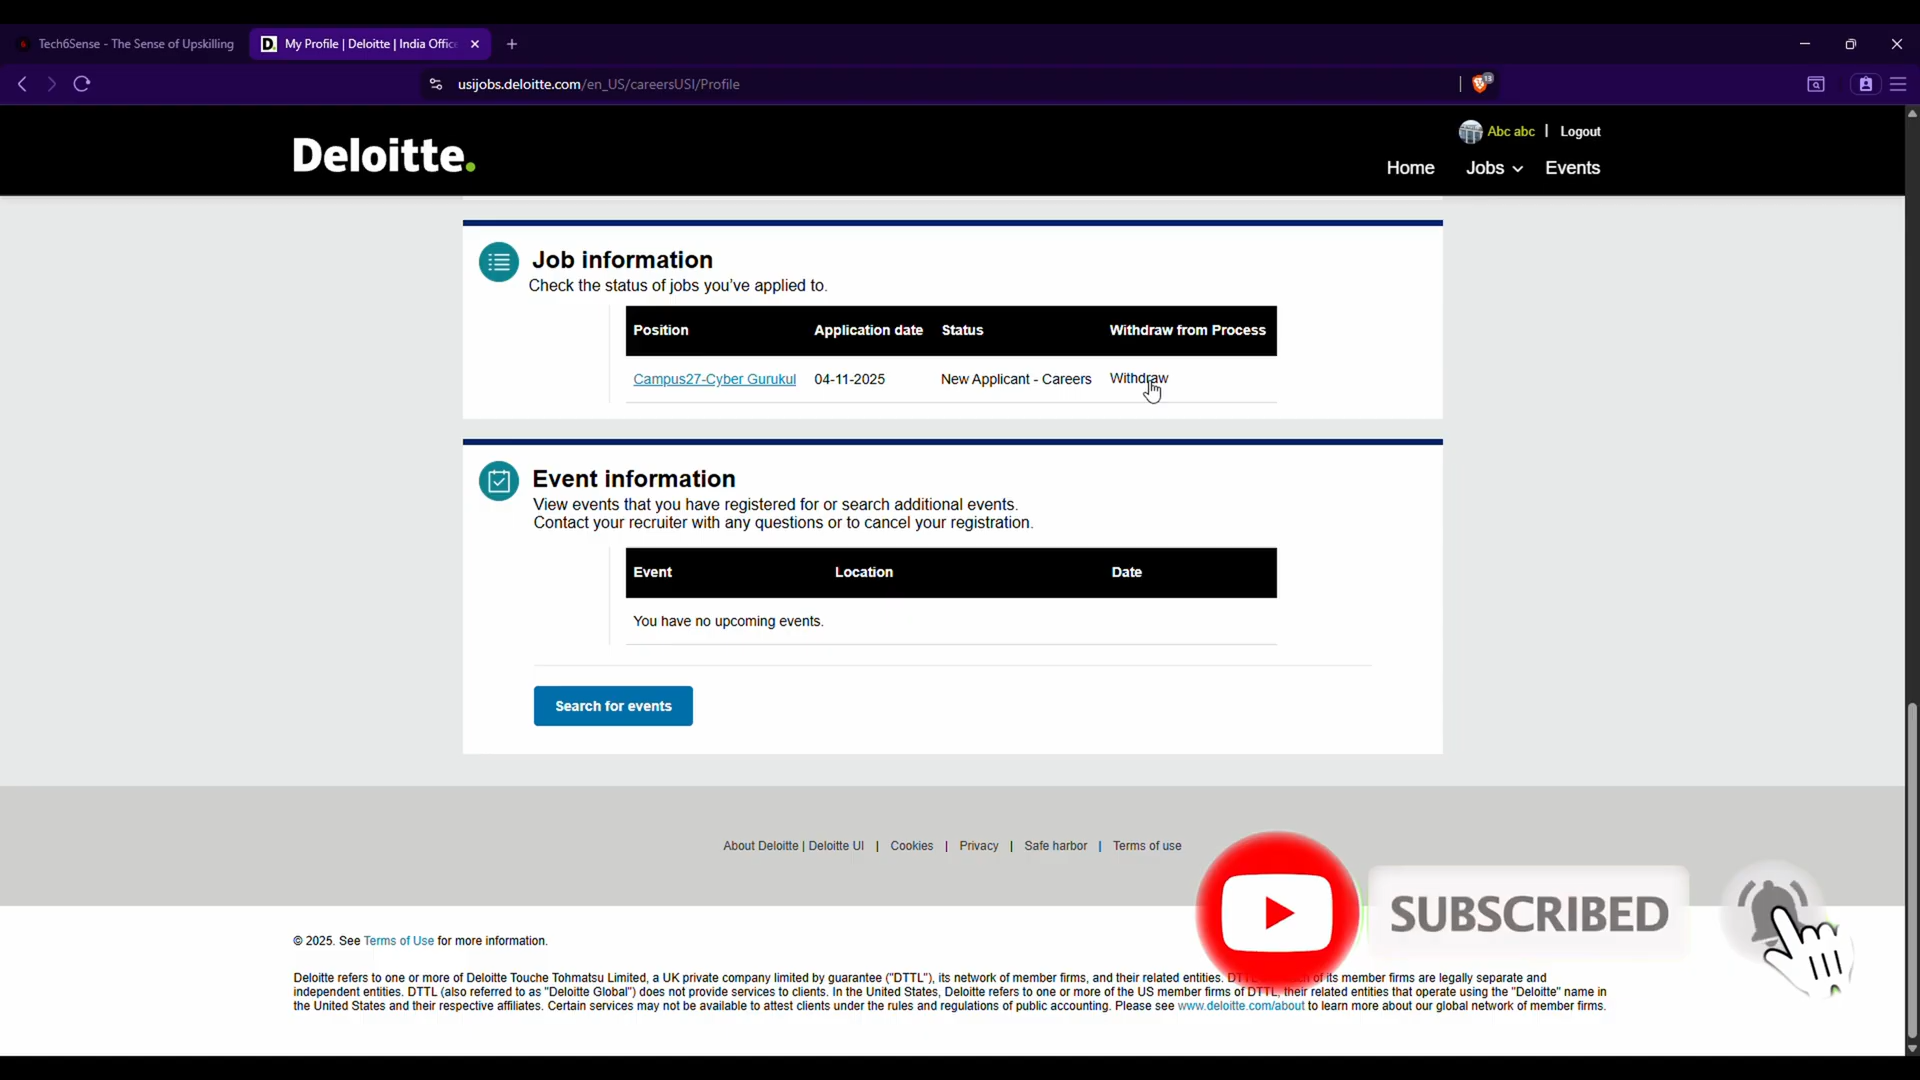 Tech6Sense - The Sense of Upskilling
My Profile | Deloitte | India Offic
usijobs.deloitte.com/en_US/careersUSI/Profile
13
Deloitte.
Abc abc | Logout
Home Jobs Events
Job information
Check the status of jobs you've applied to.
Position Application date Status Withdraw from Process
Campus27-Cyber Gurukul 04-11-2025 New Applicant - Careers Withdraw
Event information
View events that you have registered for or search additional events.
Contact your recruiter with any questions or to cancel your registration.
Event Location Date
You have no upcoming events.
Search for events
About Deloitte | Deloitte UI | Cookies | Privacy | Safe harbor | Terms of use
SUBSCRIBED
© 2025. See Terms of Use for more information.
Deloitte refers to one or more of Deloitte Touche Tohmatsu Limited, a UK private company limited by guarantee ("DTTL"), its network of member firms, and their related entities. DTTL of its member firms are legally separate and
independent entities. DTTL (also referred to as "Deloitte Global") does not provide services to clients. In the United States, Deloitte refers to one or more of the US member firms of DTTL, their related entities that operate using the "Deloitte" name in
the United States and their respective affiliates. Certain services may not be available to attest clients under the rules and regulations of public accounting. Please see www.deloitte.com/about to learn more about our global network of member firms.